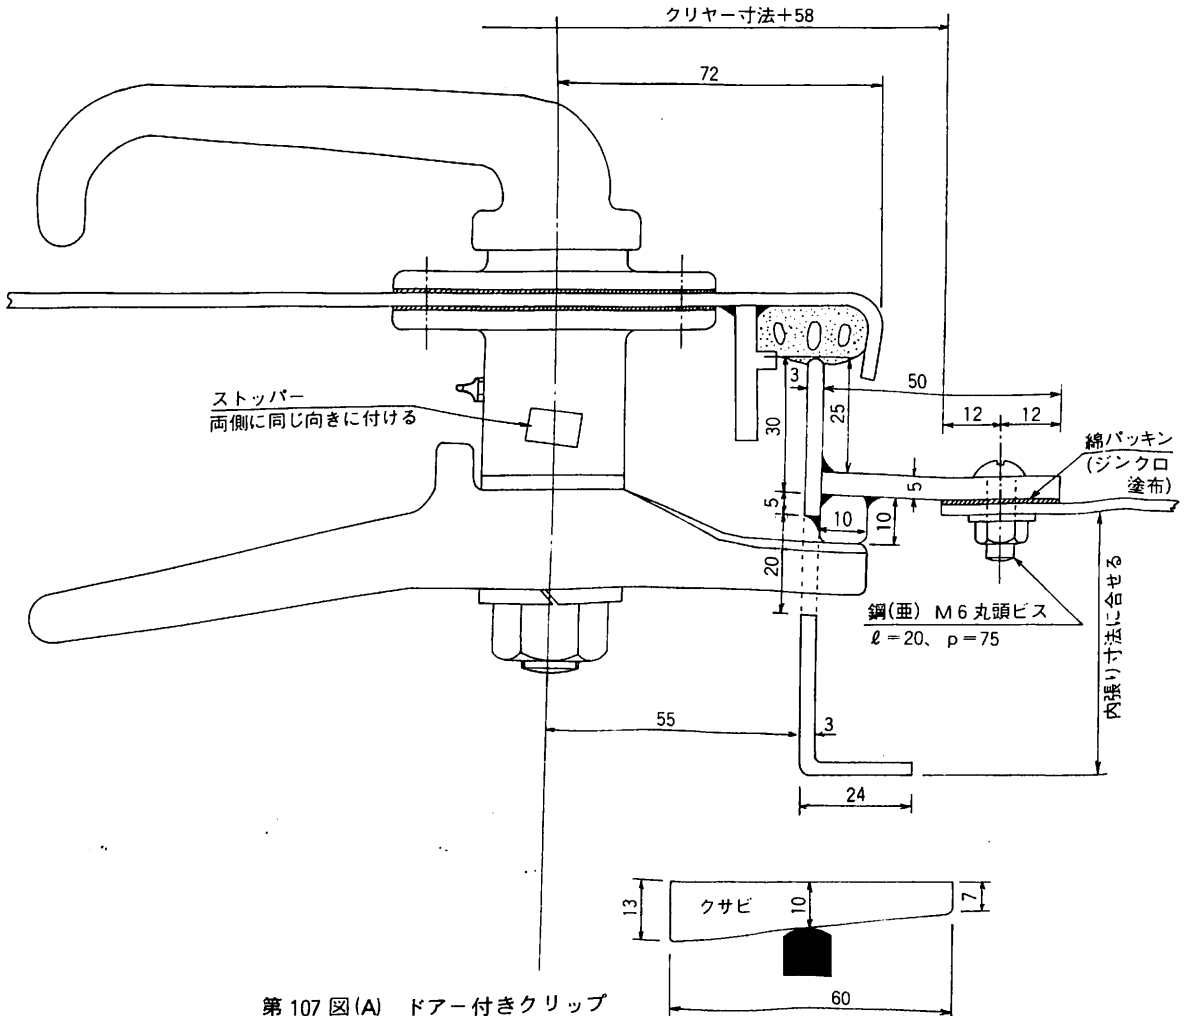 クリヤー寸法+58
72
ストッパー
両側に同じ向きに付ける
3
50
30
25
12
12
綿パッキン
(ジンクロ
塗布)
5
5
10
10
20
鋼(亜) M6丸頭ビス
ℓ=20、p=75
内張り寸法に合せる
55
3
24
13
クサビ
10
7
60
第107図(A) ドアー付きクリップ